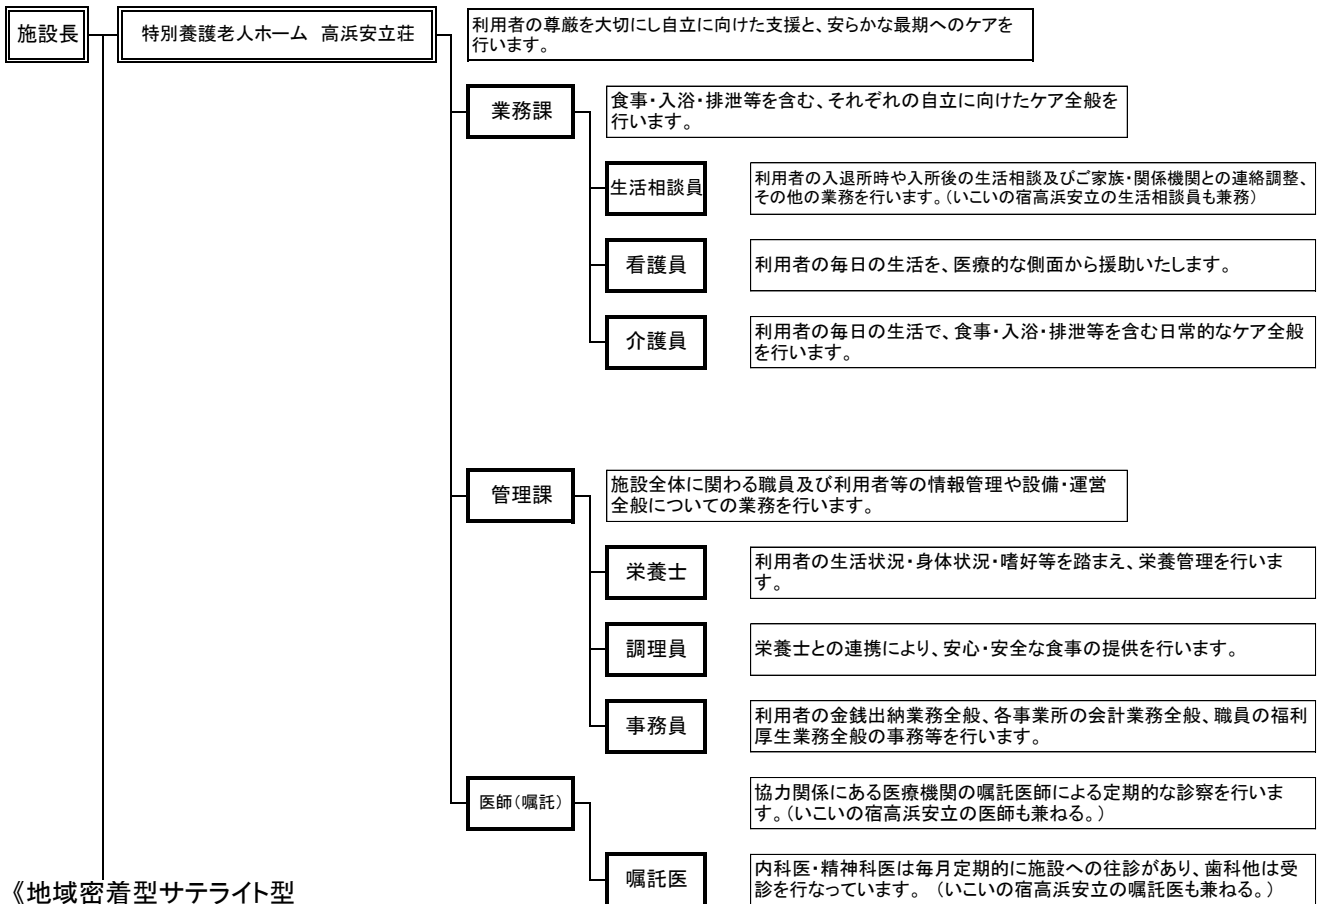 施設長
特別養護老人ホーム　高浜安立荘
利用者の尊厳を大切にし自立に向けた支援と、安らかな最期へのケアを
行います。
業務課
食事・入浴・排泄等を含む、それぞれの自立に向けたケア全般を
行います。
生活相談員
利用者の入退所時や入所後の生活相談及びご家族・関係機関との連絡調整、
その他の業務を行います。（いこいの宿高浜安立の生活相談員も兼務）
看護員
利用者の毎日の生活を、医療的な側面から援助いたします。
介護員
利用者の毎日の生活で、食事・入浴・排泄等を含む日常的なケア全般
を行います。
管理課
施設全体に関わる職員及び利用者等の情報管理や設備・運営
全般についての業務を行います。
栄養士
利用者の生活状況・身体状況・嗜好等を踏まえ、栄養管理を行いま
す。
調理員
栄養士との連携により、安心・安全な食事の提供を行います。
事務員
利用者の金銭出納業務全般、各事業所の会計業務全般、職員の福利
厚生業務全般の事務等を行います。
医師（嘱託）
協力関係にある医療機関の嘱託医師による定期的な診察を行いま
す。（いこいの宿高浜安立の医師も兼ねる。）
嘱託医
内科医・精神科医は毎月定期的に施設への往診があり、歯科他は受
診を行なっています。　（いこいの宿高浜安立の嘱託医も兼ねる。）
《地域密着型サテライト型